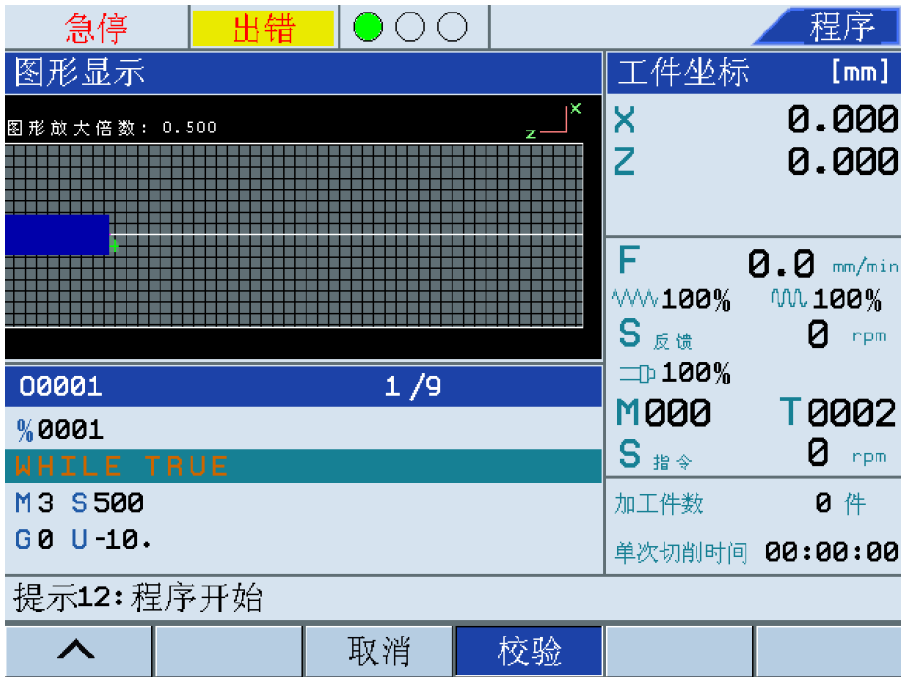 急停 出错 程序
图形显示
图形放大倍数: 0.500
X
Z
O0001 1/9
%0001
WHILE TRUE
M3 S500
G0 U-10.
工件坐标 [mm]
X 0.000
Z 0.000
F 0.0 mm/min
100% 100%
S 反馈 0 rpm
100%
M000 T0002
S 指令 0 rpm
加工件数 0 件
单次切削时间 00:00:00
提示12:程序开始
取消 校验